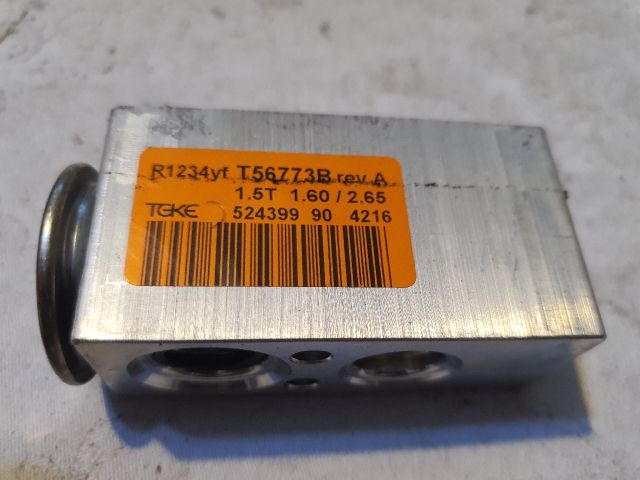 R1234yf T56773B rev A
1.5T 1.60 / 2.65
TGKE 524399 90 4216